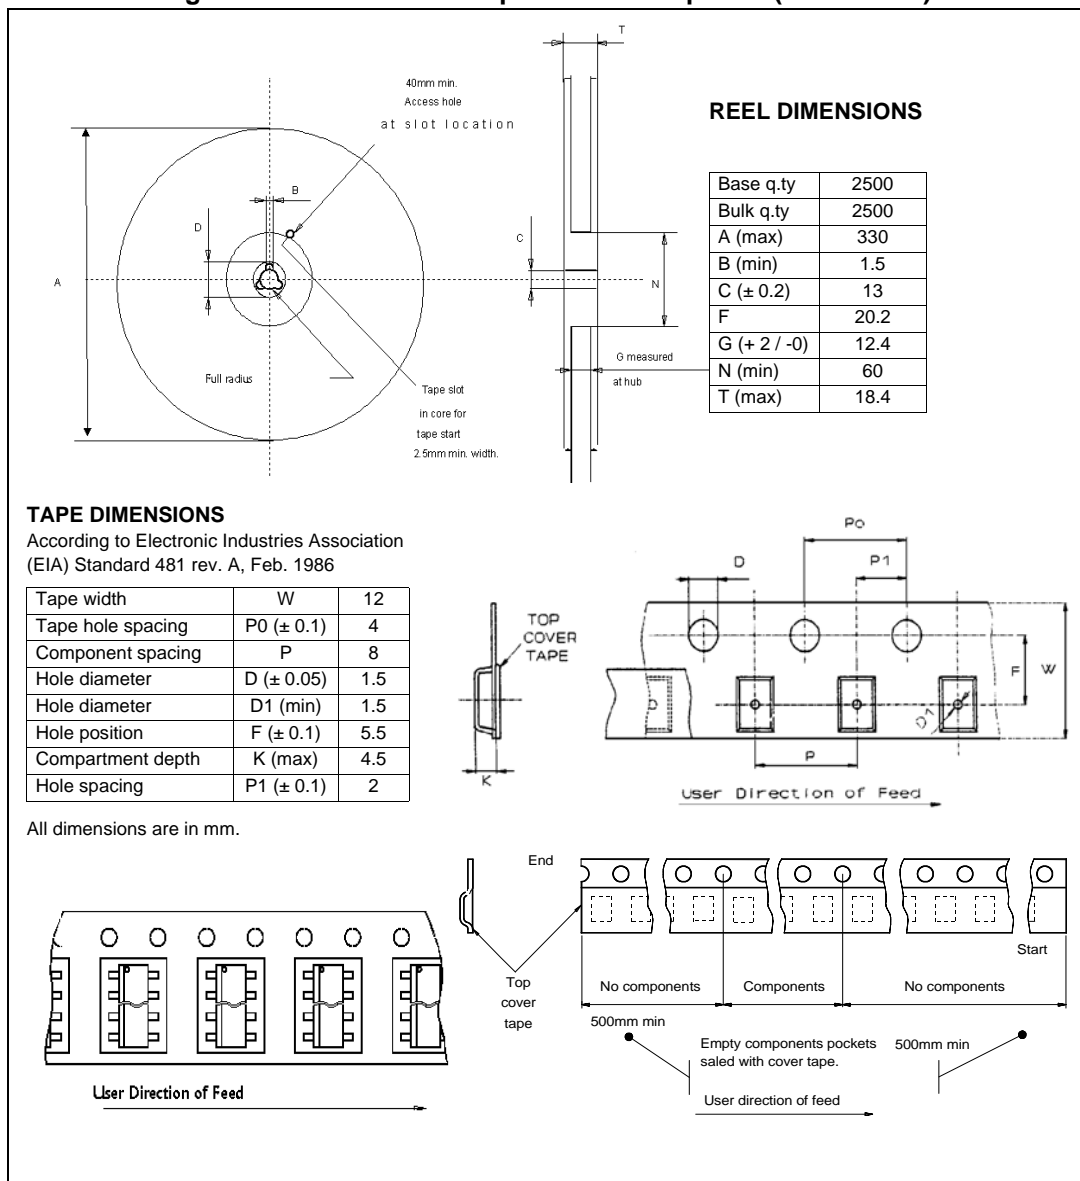 T
40mm min.
Access hole
at slot location
REEL DIMENSIONS
Base q.ty 2500
Bulk q.ty 2500
A (max) 330
B (min) 1.5
C (± 0.2) 13
F 20.2
G (+ 2 / -0) 12.4
N (min) 60
T (max) 18.4
B
D
C
A
N
G measured
at hub
Full radius
Tape slot
in core for
tape start
2.5mm min. width.
TAPE DIMENSIONS
According to Electronic Industries Association
(EIA) Standard 481 rev. A, Feb. 1986
Tape width W 12
Tape hole spacing P0 (± 0.1) 4
Component spacing P 8
Hole diameter D (± 0.05) 1.5
Hole diameter D1 (min) 1.5
Hole position F (± 0.1) 5.5
Compartment depth K (max) 4.5
Hole spacing P1 (± 0.1) 2
All dimensions are in mm.
Po
D
P1
TOP
COVER
TAPE
F
W
D1
P
K
User Direction of Feed
End
Start
Top
cover
tape
No components
Components
No components
500mm min
Empty components pockets
saled with cover tape.
500mm min
User direction of feed
User Direction of Feed